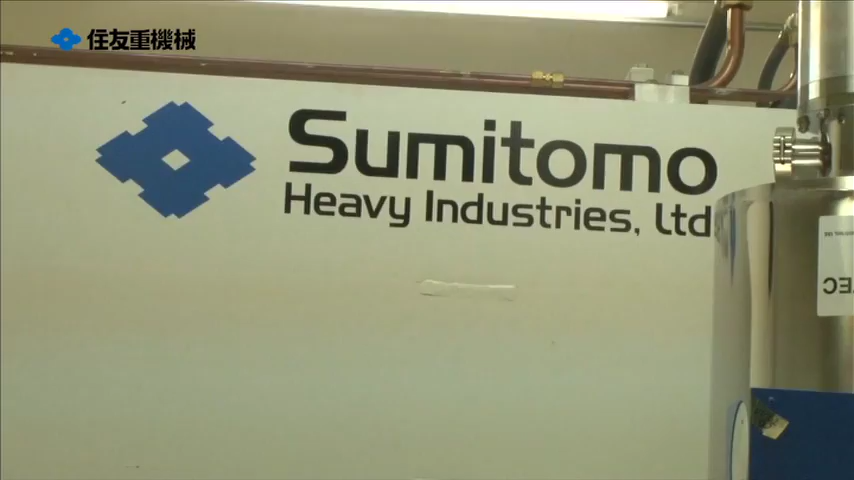 住友重機械
Sumitomo
Heavy Industries, Ltd